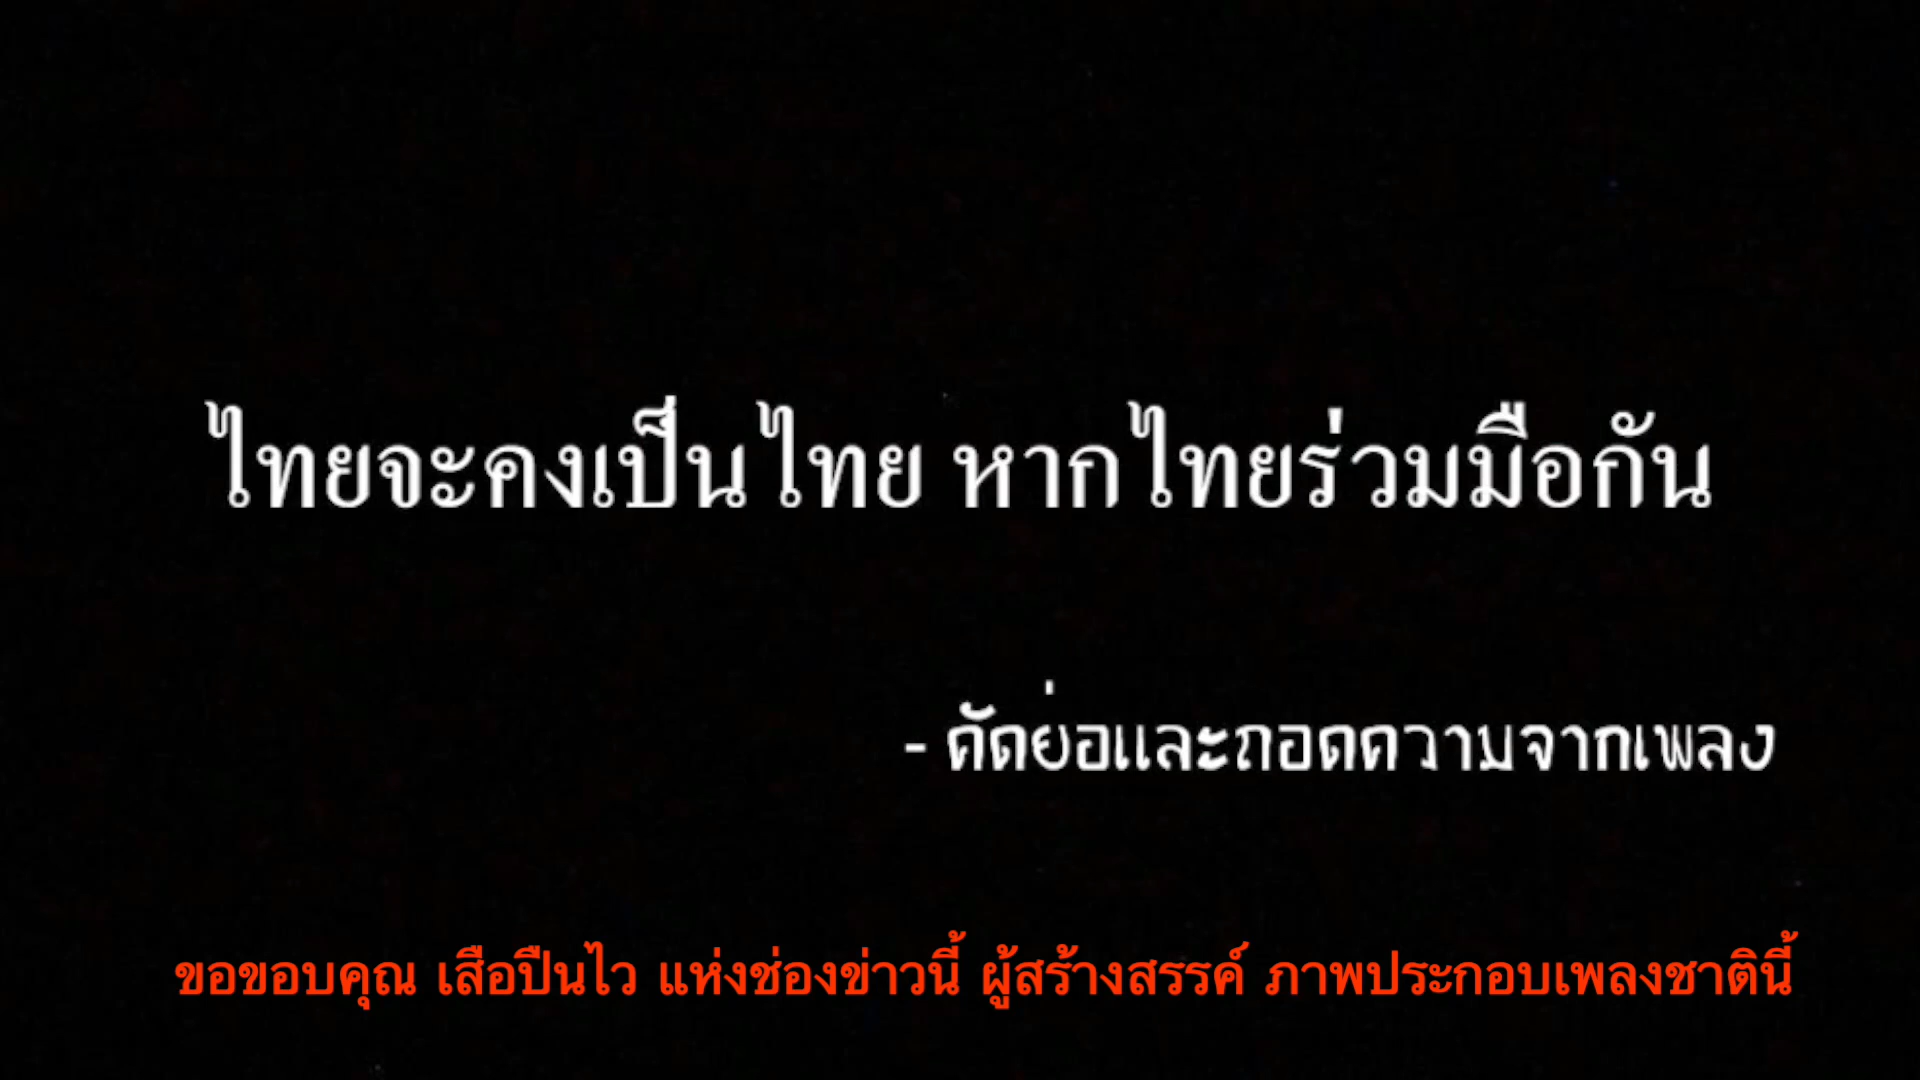 ไทยจะคงเป็นไทย หากไทยร่วมมือกัน
- คัดย่อและถอดความจากเพลง
ขอขอบคุณ เสือปืนไว แห่งช่องข่าวนี้ ผู้สร้างสรรค์ ภาพประกอบเพลงชาตินี้